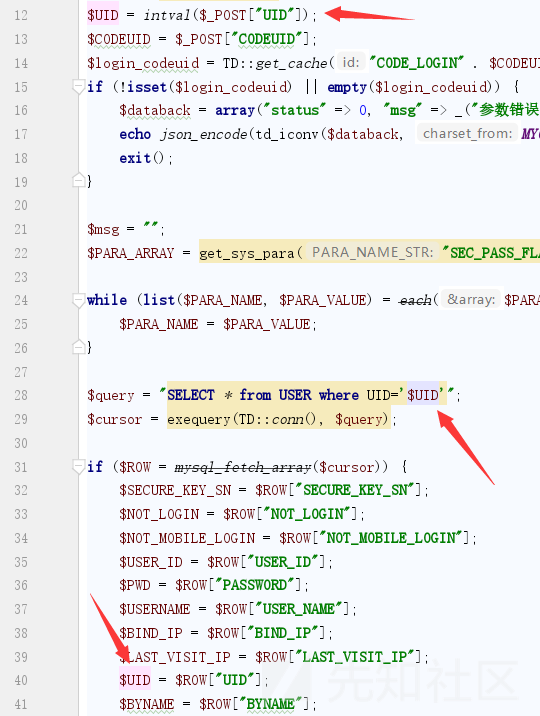 12 $UID = intval($_POST["UID"]);
13 $CODEUID = $_POST["CODEUID"];
14 $login_codeuid = TD::get_cache( id: "CODE_LOGIN" . $CODEU
15 if (!isset($login_codeuid) || empty($login_codeuid)) {
16 $databack = array("status" => 0, "msg" => _("参数错误
17 echo json_encode(td_iconv($databack, charset_from: MY
18 exit();
19 }
20
21 $msg = "";
22 $PARA_ARRAY = get_sys_para( PARA_NAME_STR: "SEC_PASS_FL
23
24 while (list($PARA_NAME, $PARA_VALUE) = each( &array: $PARA
25 $PARA_NAME = $PARA_VALUE;
26 }
27
28 $query = "SELECT * from USER where UID='$UID'";
29 $cursor = exequery(TD::conn(), $query);
30
31 if ($ROW = mysql_fetch_array($cursor)) {
32 $SECURE_KEY_SN = $ROW["SECURE_KEY_SN"];
33 $NOT_LOGIN = $ROW["NOT_LOGIN"];
34 $NOT_MOBILE_LOGIN = $ROW["NOT_MOBILE_LOGIN"];
35 $USER_ID = $ROW["USER_ID"];
36 $PWD = $ROW["PASSWORD"];
37 $USERNAME = $ROW["USER_NAME"];
38 $BIND_IP = $ROW["BIND_IP"];
39 $LAST_VISIT_IP = $ROW["LAST_VISIT_IP"];
40 $UID = $ROW["UID"];
41 $BYNAME = $ROW["BYNAME"];
先知社区